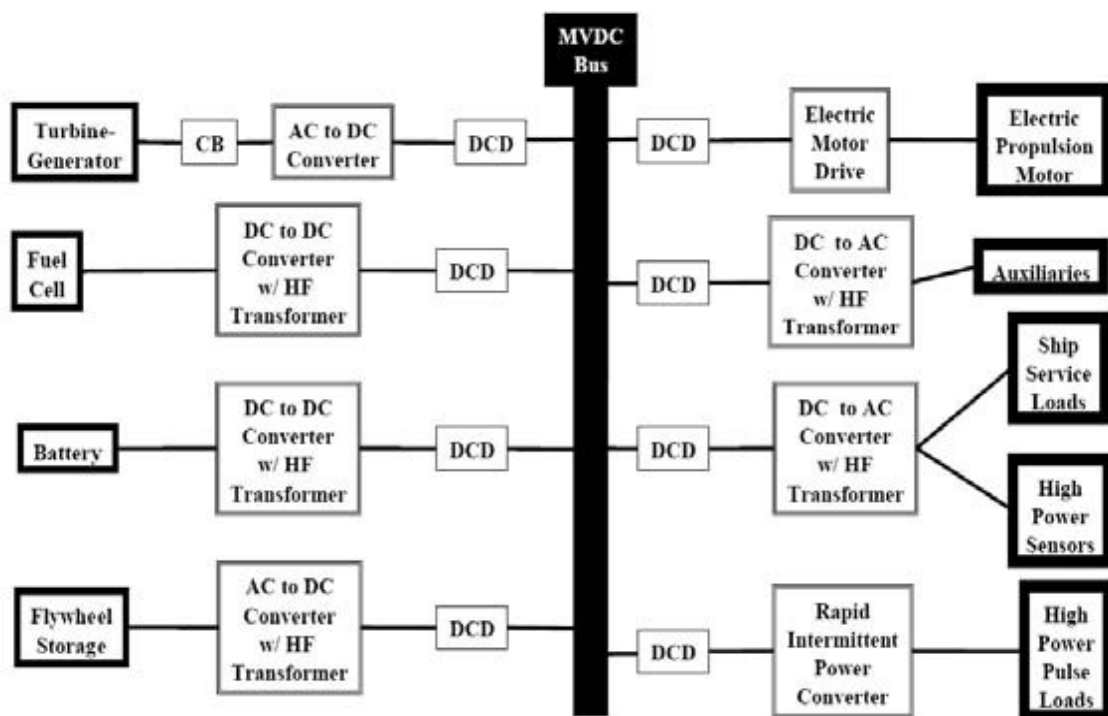 MVDC
Bus
Turbine-
Generator
CB
AC to DC
Converter
DCD
DCD
Electric
Motor
Drive
Electric
Propulsion
Motor
Fuel
Cell
DC to DC
Converter
w/ HF
Transformer
DCD
DCD
DC to AC
Converter
w/ HF
Transformer
Auxiliaries
Ship
Service
Loads
Battery
DC to DC
Converter
w/ HF
Transformer
DCD
DCD
DC to AC
Converter
w/ HF
Transformer
High
Power
Sensors
Flywheel
Storage
AC to DC
Converter
w/ HF
Transformer
DCD
DCD
Rapid
Intermittent
Power
Converter
High
Power
Pulse
Loads